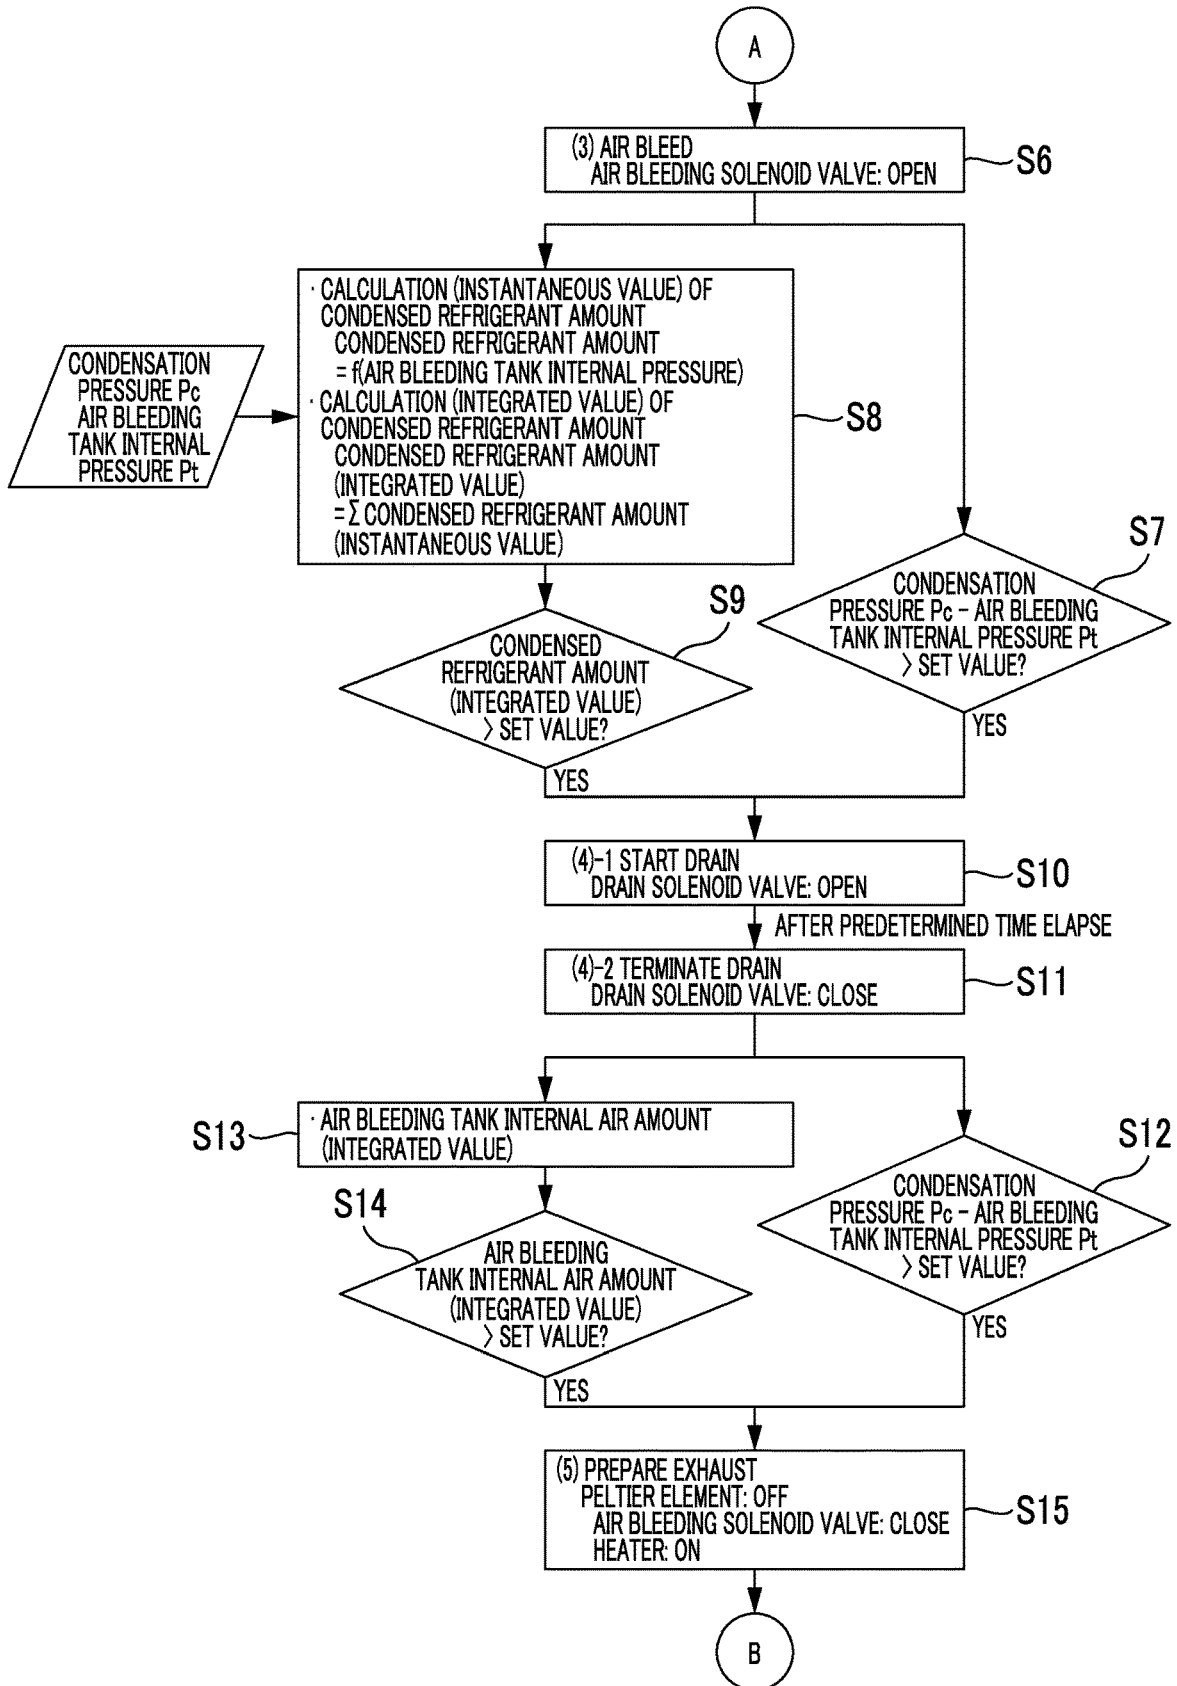 A
(3) AIR BLEED
AIR BLEEDING SOLENOID VALVE: OPEN
S6
· CALCULATION (INSTANTANEOUS VALUE) OF
CONDENSED REFRIGERANT AMOUNT
CONDENSED REFRIGERANT AMOUNT
= f(AIR BLEEDING TANK INTERNAL PRESSURE)
· CALCULATION (INTEGRATED VALUE) OF
CONDENSED REFRIGERANT AMOUNT
CONDENSED REFRIGERANT AMOUNT
(INTEGRATED VALUE)
=Σ CONDENSED REFRIGERANT AMOUNT
(INSTANTANEOUS VALUE)
S8
CONDENSATION
PRESSURE Pc
AIR BLEEDING
TANK INTERNAL
PRESSURE Pt
S7
CONDENSATION
PRESSURE Pc - AIR BLEEDING
TANK INTERNAL PRESSURE Pt
> SET VALUE?
YES
S9
CONDENSED
REFRIGERANT AMOUNT
(INTEGRATED VALUE)
> SET VALUE?
YES
(4)-1 START DRAIN
DRAIN SOLENOID VALVE: OPEN
S10
AFTER PREDETERMINED TIME ELAPSE
(4)-2 TERMINATE DRAIN
DRAIN SOLENOID VALVE: CLOSE
S11
S13
· AIR BLEEDING TANK INTERNAL AIR AMOUNT
(INTEGRATED VALUE)
S12
CONDENSATION
PRESSURE Pc - AIR BLEEDING
TANK INTERNAL PRESSURE Pt
> SET VALUE?
YES
S14
AIR BLEEDING
TANK INTERNAL AIR AMOUNT
(INTEGRATED VALUE)
> SET VALUE?
YES
(5) PREPARE EXHAUST
PELTIER ELEMENT: OFF
AIR BLEEDING SOLENOID VALVE: CLOSE
HEATER: ON
S15
B